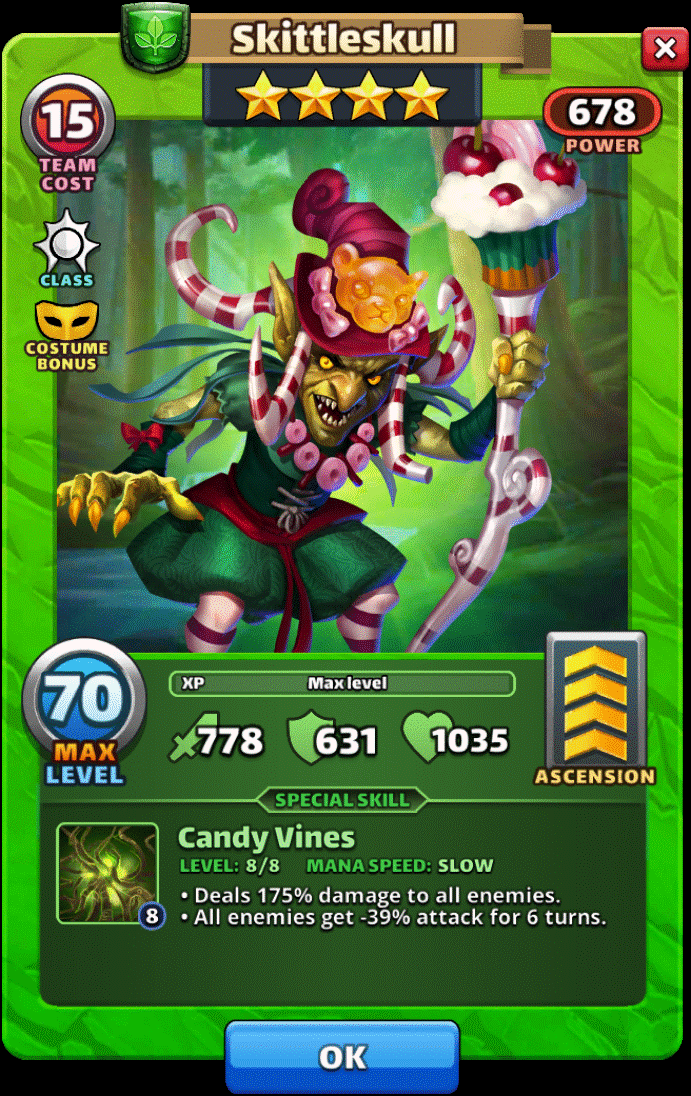 Skittleskull
15
TEAM
COST
678
POWER
CLASS
COSTUME
BONUS
70
MAX
LEVEL
XP Max level
778 631 1035
ASCENSION
SPECIAL SKILL
Candy Vines
LEVEL: 8/8 MANA SPEED: SLOW
8
• Deals 175% damage to all enemies.
• All enemies get -39% attack for 6 turns.
OK